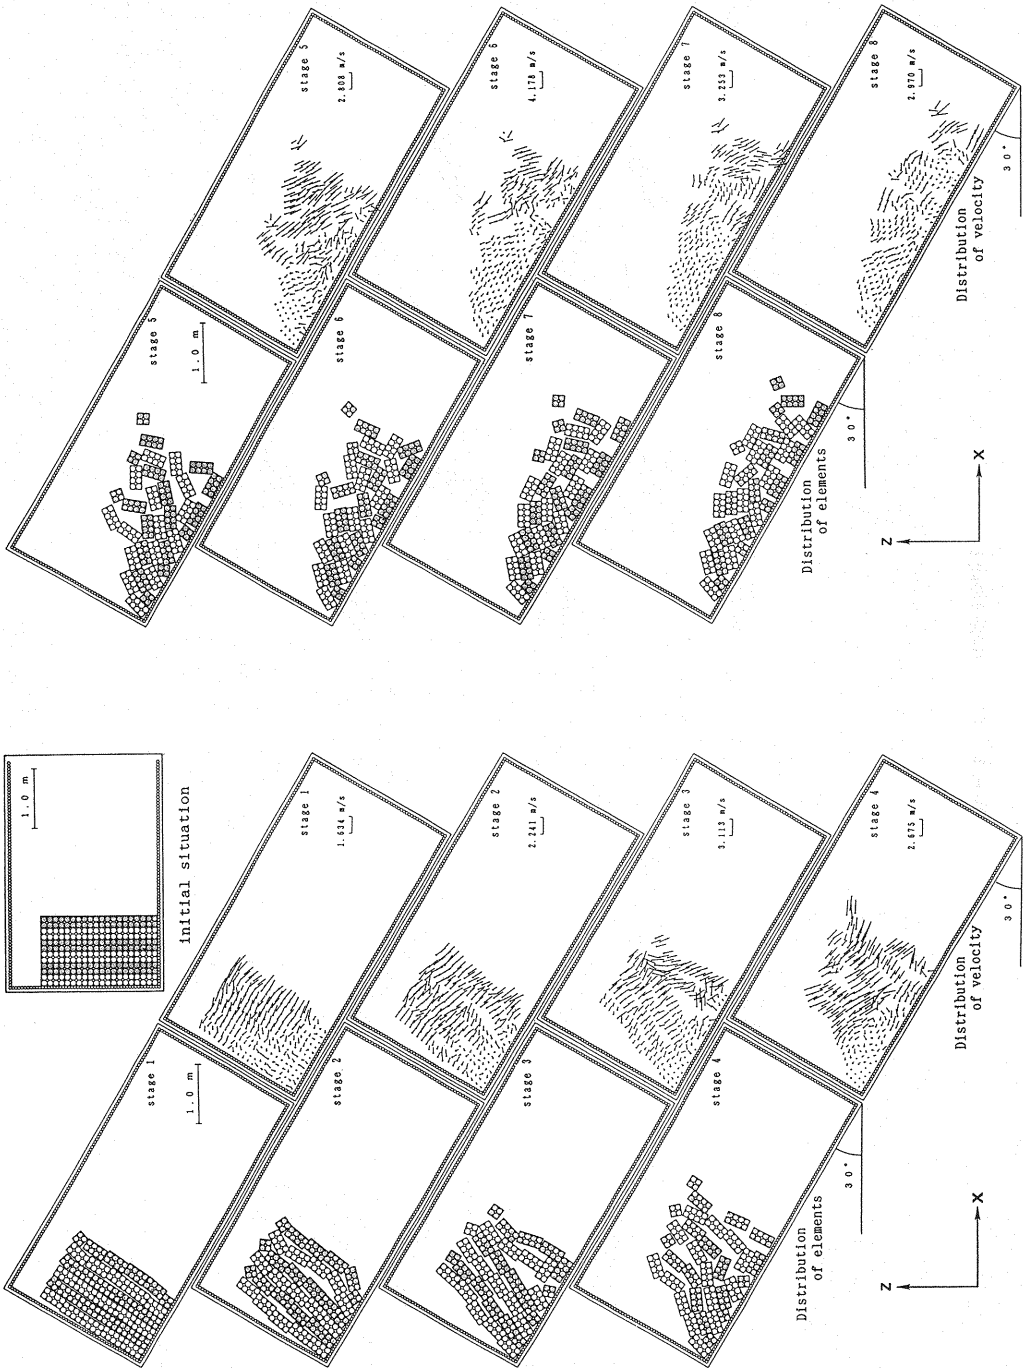 stage 5
2.808 m/s
stage 6
4.178 m/s
stage 7
3.253 m/s
stage 8
2.970 m/s
30°
Distribution
of velocity
stage 5
1.0 m
stage 6
stage 7
stage 8
30°
Distribution
of elements
Z
X
1.0 m
initial situation
stage 1
1.634 m/s
stage 2
2.241 m/s
stage 3
3.113 m/s
stage 4
2.675 m/s
30°
Distribution
of velocity
stage 1
1.0 m
stage 2
stage 3
stage 4
30°
Distribution
of elements
Z
X